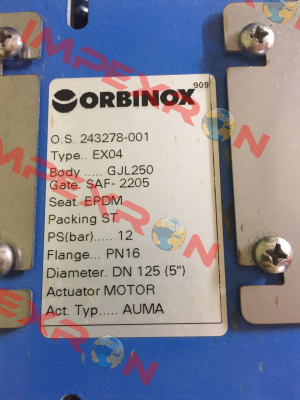 909
ORBINOX
O.S. 243278-001
Type.. EX04
Body ..... GJL250
Gate. SAF- 2205
Seat. EPDM
Packing ST
PS(bar)..... 12
Flange... PN16
Diameter. DN 125 (5")
Actuator MOTOR
Act. Typ..... AUMA
IMPEXRON